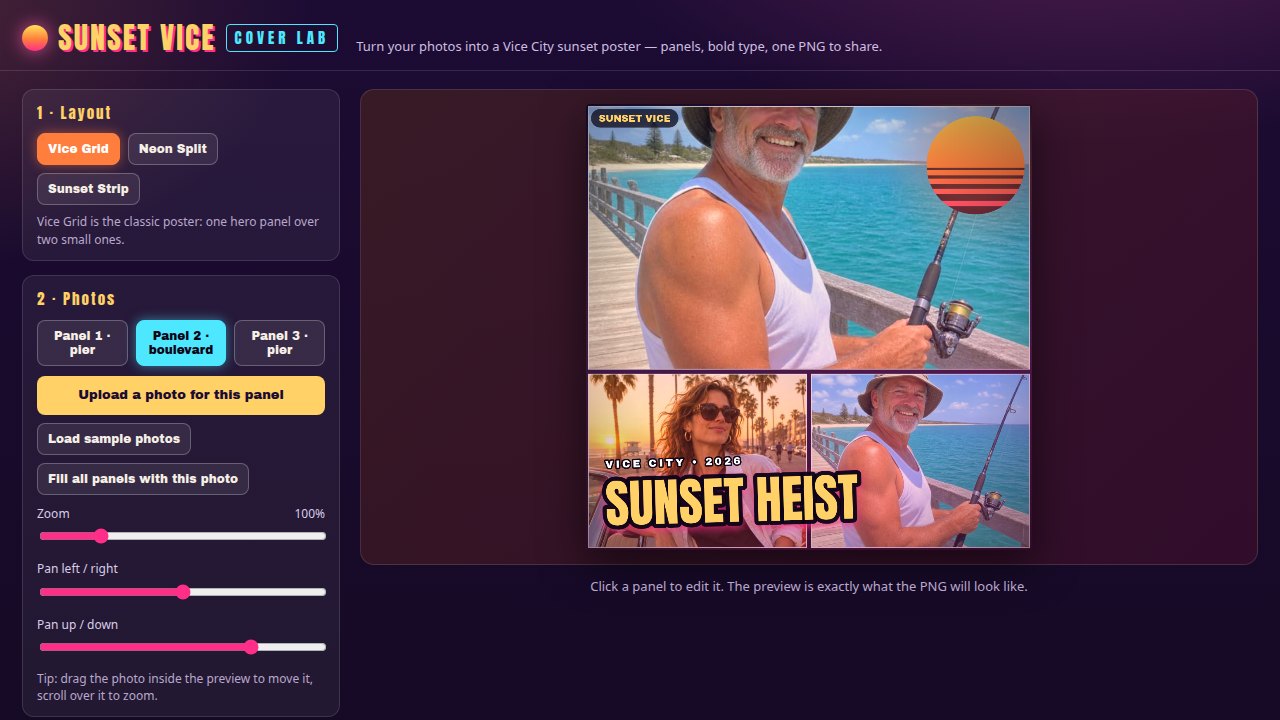 SUNSET VICE COVER LAB Turn your photos into a Vice City sunset poster — panels, bold type, one PNG to share.
1 · Layout
Vice Grid Neon Split
Sunset Strip
Vice Grid is the classic poster: one hero panel over
two small ones.
2 · Photos
Panel 1 ·
pier
Panel 2 ·
boulevard
Panel 3 ·
pier
Upload a photo for this panel
Load sample photos
Fill all panels with this photo
Zoom 100%
Pan left / right
Pan up / down
Tip: drag the photo inside the preview to move it,
scroll over it to zoom.
SUNSET VICE
VICE CITY • 2026
SUNSET HEIST
Click a panel to edit it. The preview is exactly what the PNG will look like.